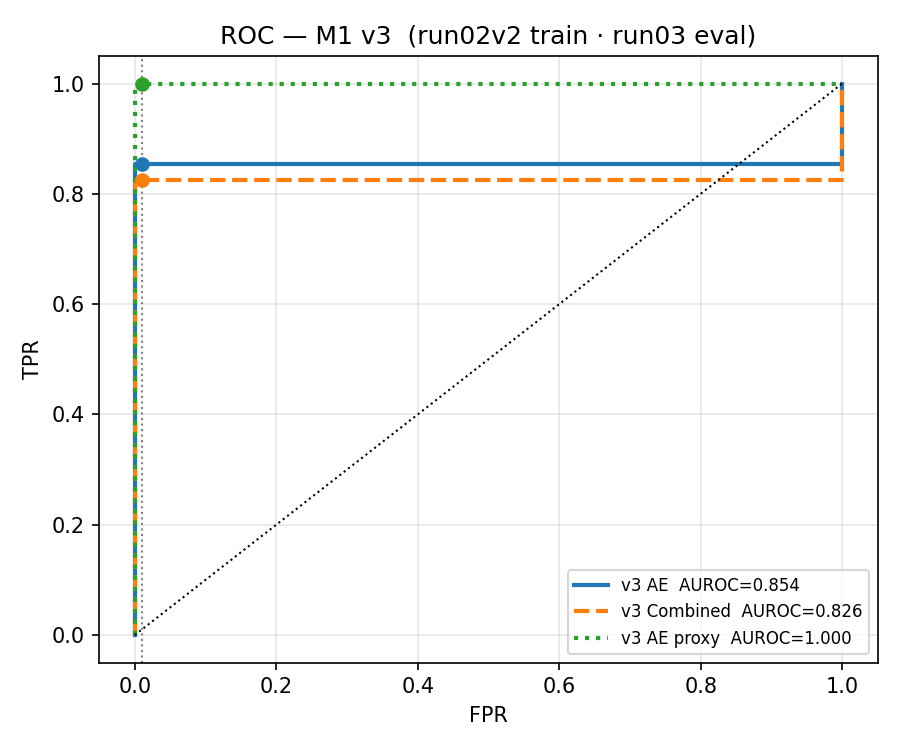 ROC — M1 v3  (run02v2 train · run03 eval)
TPR
1.0
0.8
0.6
0.4
0.2
0.0
v3 AE  AUROC=0.854
v3 Combined  AUROC=0.826
v3 AE proxy  AUROC=1.000
0.0 0.2 0.4 0.6 0.8 1.0
FPR